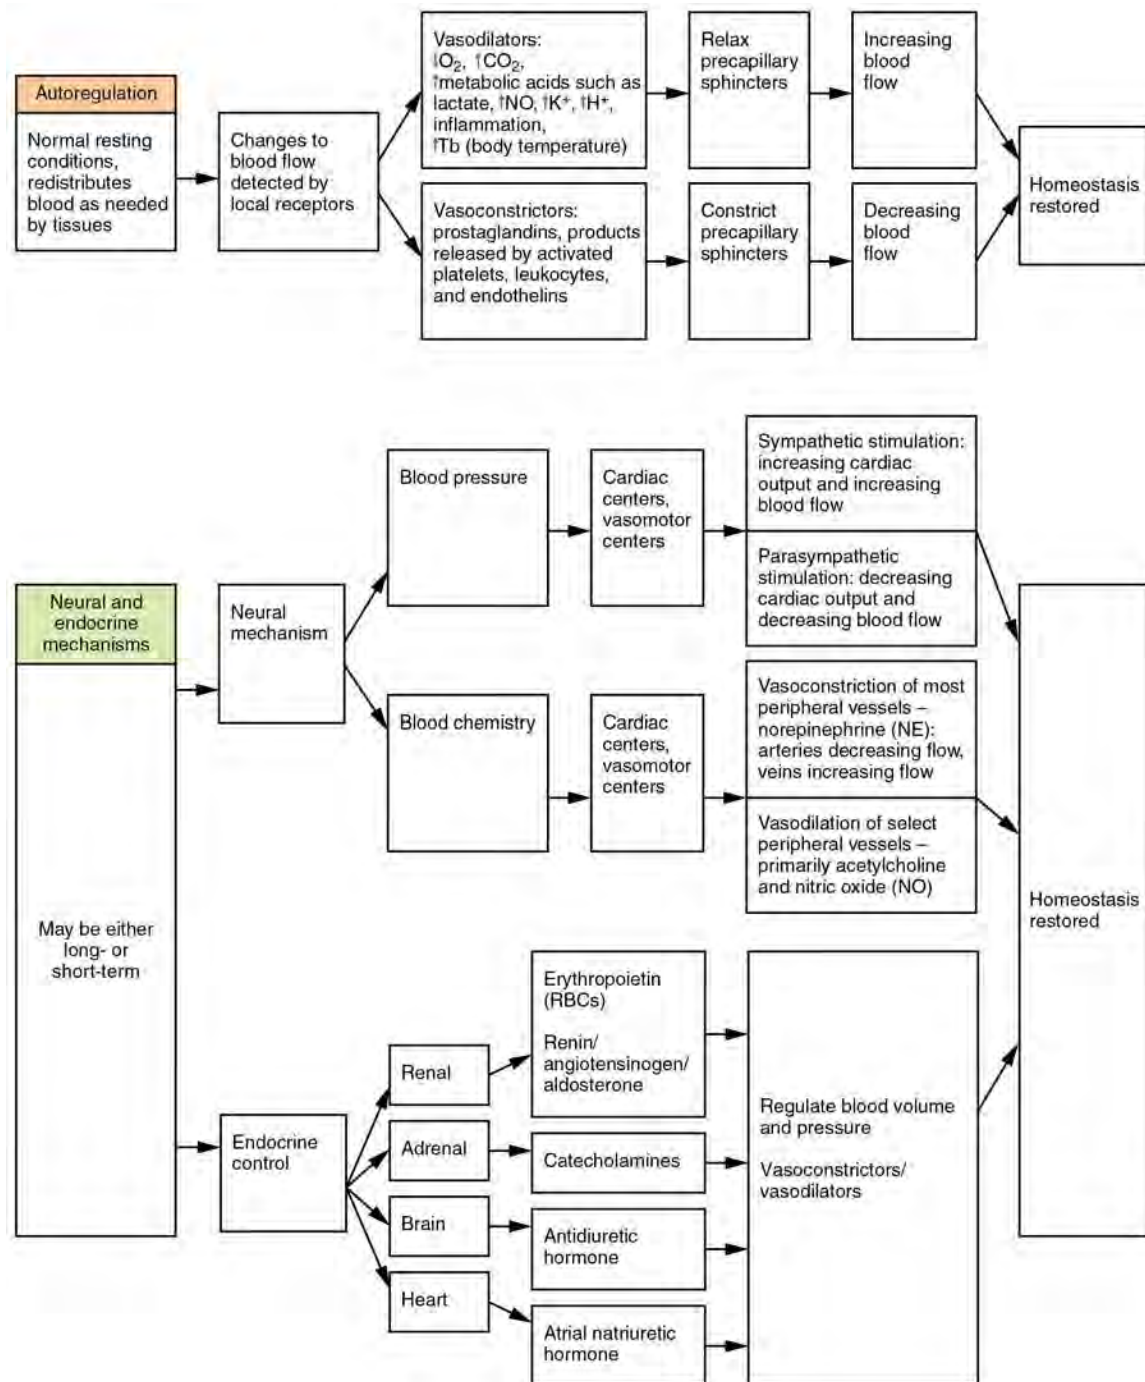 Autoregulation
Normal resting
conditions,
redistributes
blood as needed
by tissues
Changes to
blood flow
detected by
local receptors
Vasodilators:
↓O₂, ↑CO₂,
↑metabolic acids such as
lactate, ↑NO, ↑K⁺, ↑H⁺,
inflammation,
↑Tb (body temperature)
Relax
precapillary
sphincters
Increasing
blood
flow
Vasoconstrictors:
prostaglandins, products
released by activated
platelets, leukocytes,
and endothelins
Constrict
precapillary
sphincters
Decreasing
blood
flow
Homeostasis
restored
Neural and
endocrine
mechanisms
May be either
long- or
short-term
Neural
mechanism
Blood pressure
Cardiac
centers,
vasomotor
centers
Sympathetic stimulation:
increasing cardiac
output and increasing
blood flow
Parasympathetic
stimulation: decreasing
cardiac output and
decreasing blood flow
Blood chemistry
Cardiac
centers,
vasomotor
centers
Vasoconstriction of most
peripheral vessels –
norepinephrine (NE):
arteries decreasing flow,
veins increasing flow
Vasodilation of select
peripheral vessels –
primarily acetylcholine
and nitric oxide (NO)
Endocrine
control
Renal
Erythropoietin
(RBCs)
Renin/
angiotensinogen/
aldosterone
Adrenal
Catecholamines
Brain
Antidiuretic
hormone
Heart
Atrial natriuretic
hormone
Regulate blood volume
and pressure
Vasoconstrictors/
vasodilators
Homeostasis
restored